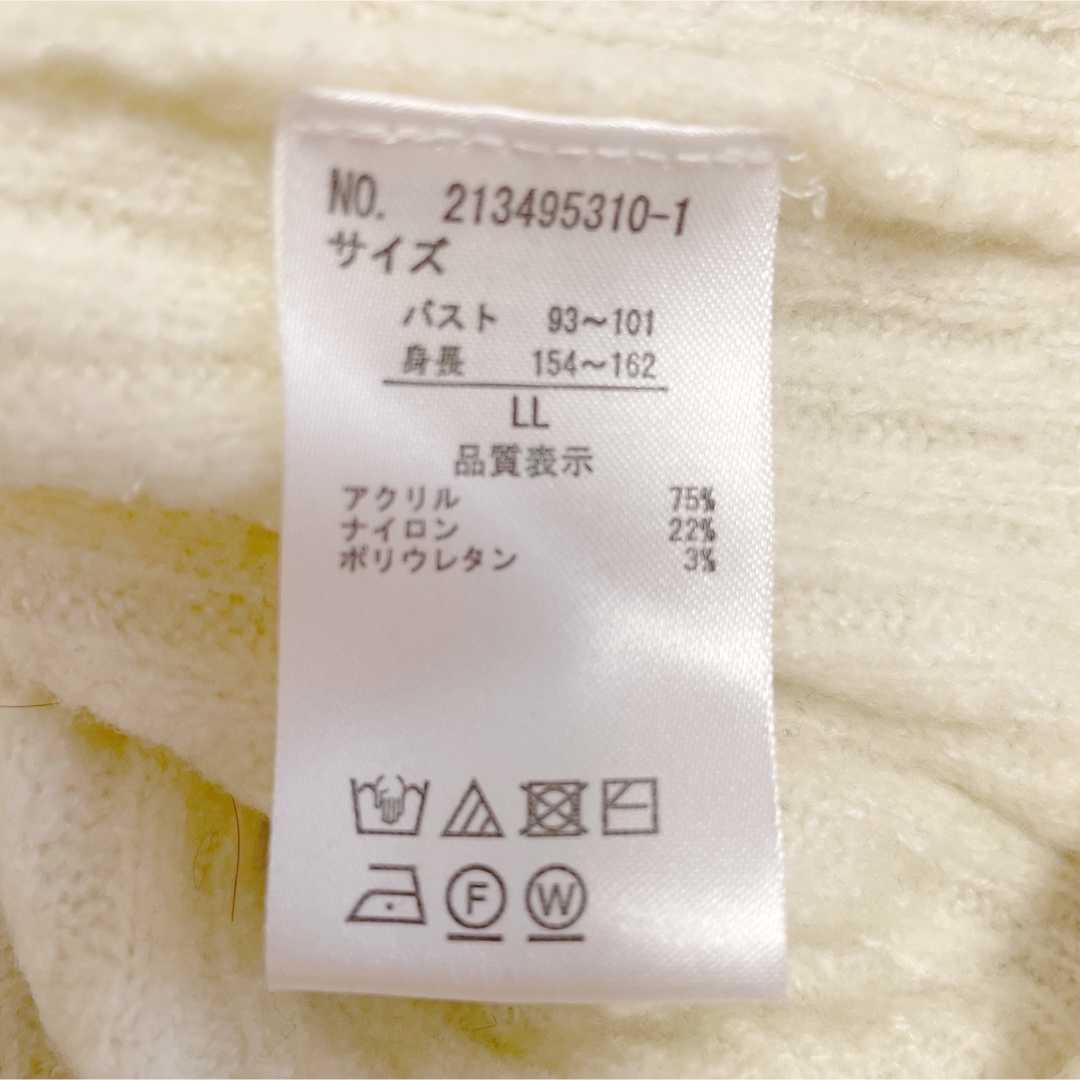 NO. 213495310-1
サイズ
バスト 93～101
身長 154～162
LL
品質表示
アクリル 75%
ナイロン 22%
ポリウレタン 3%
F W